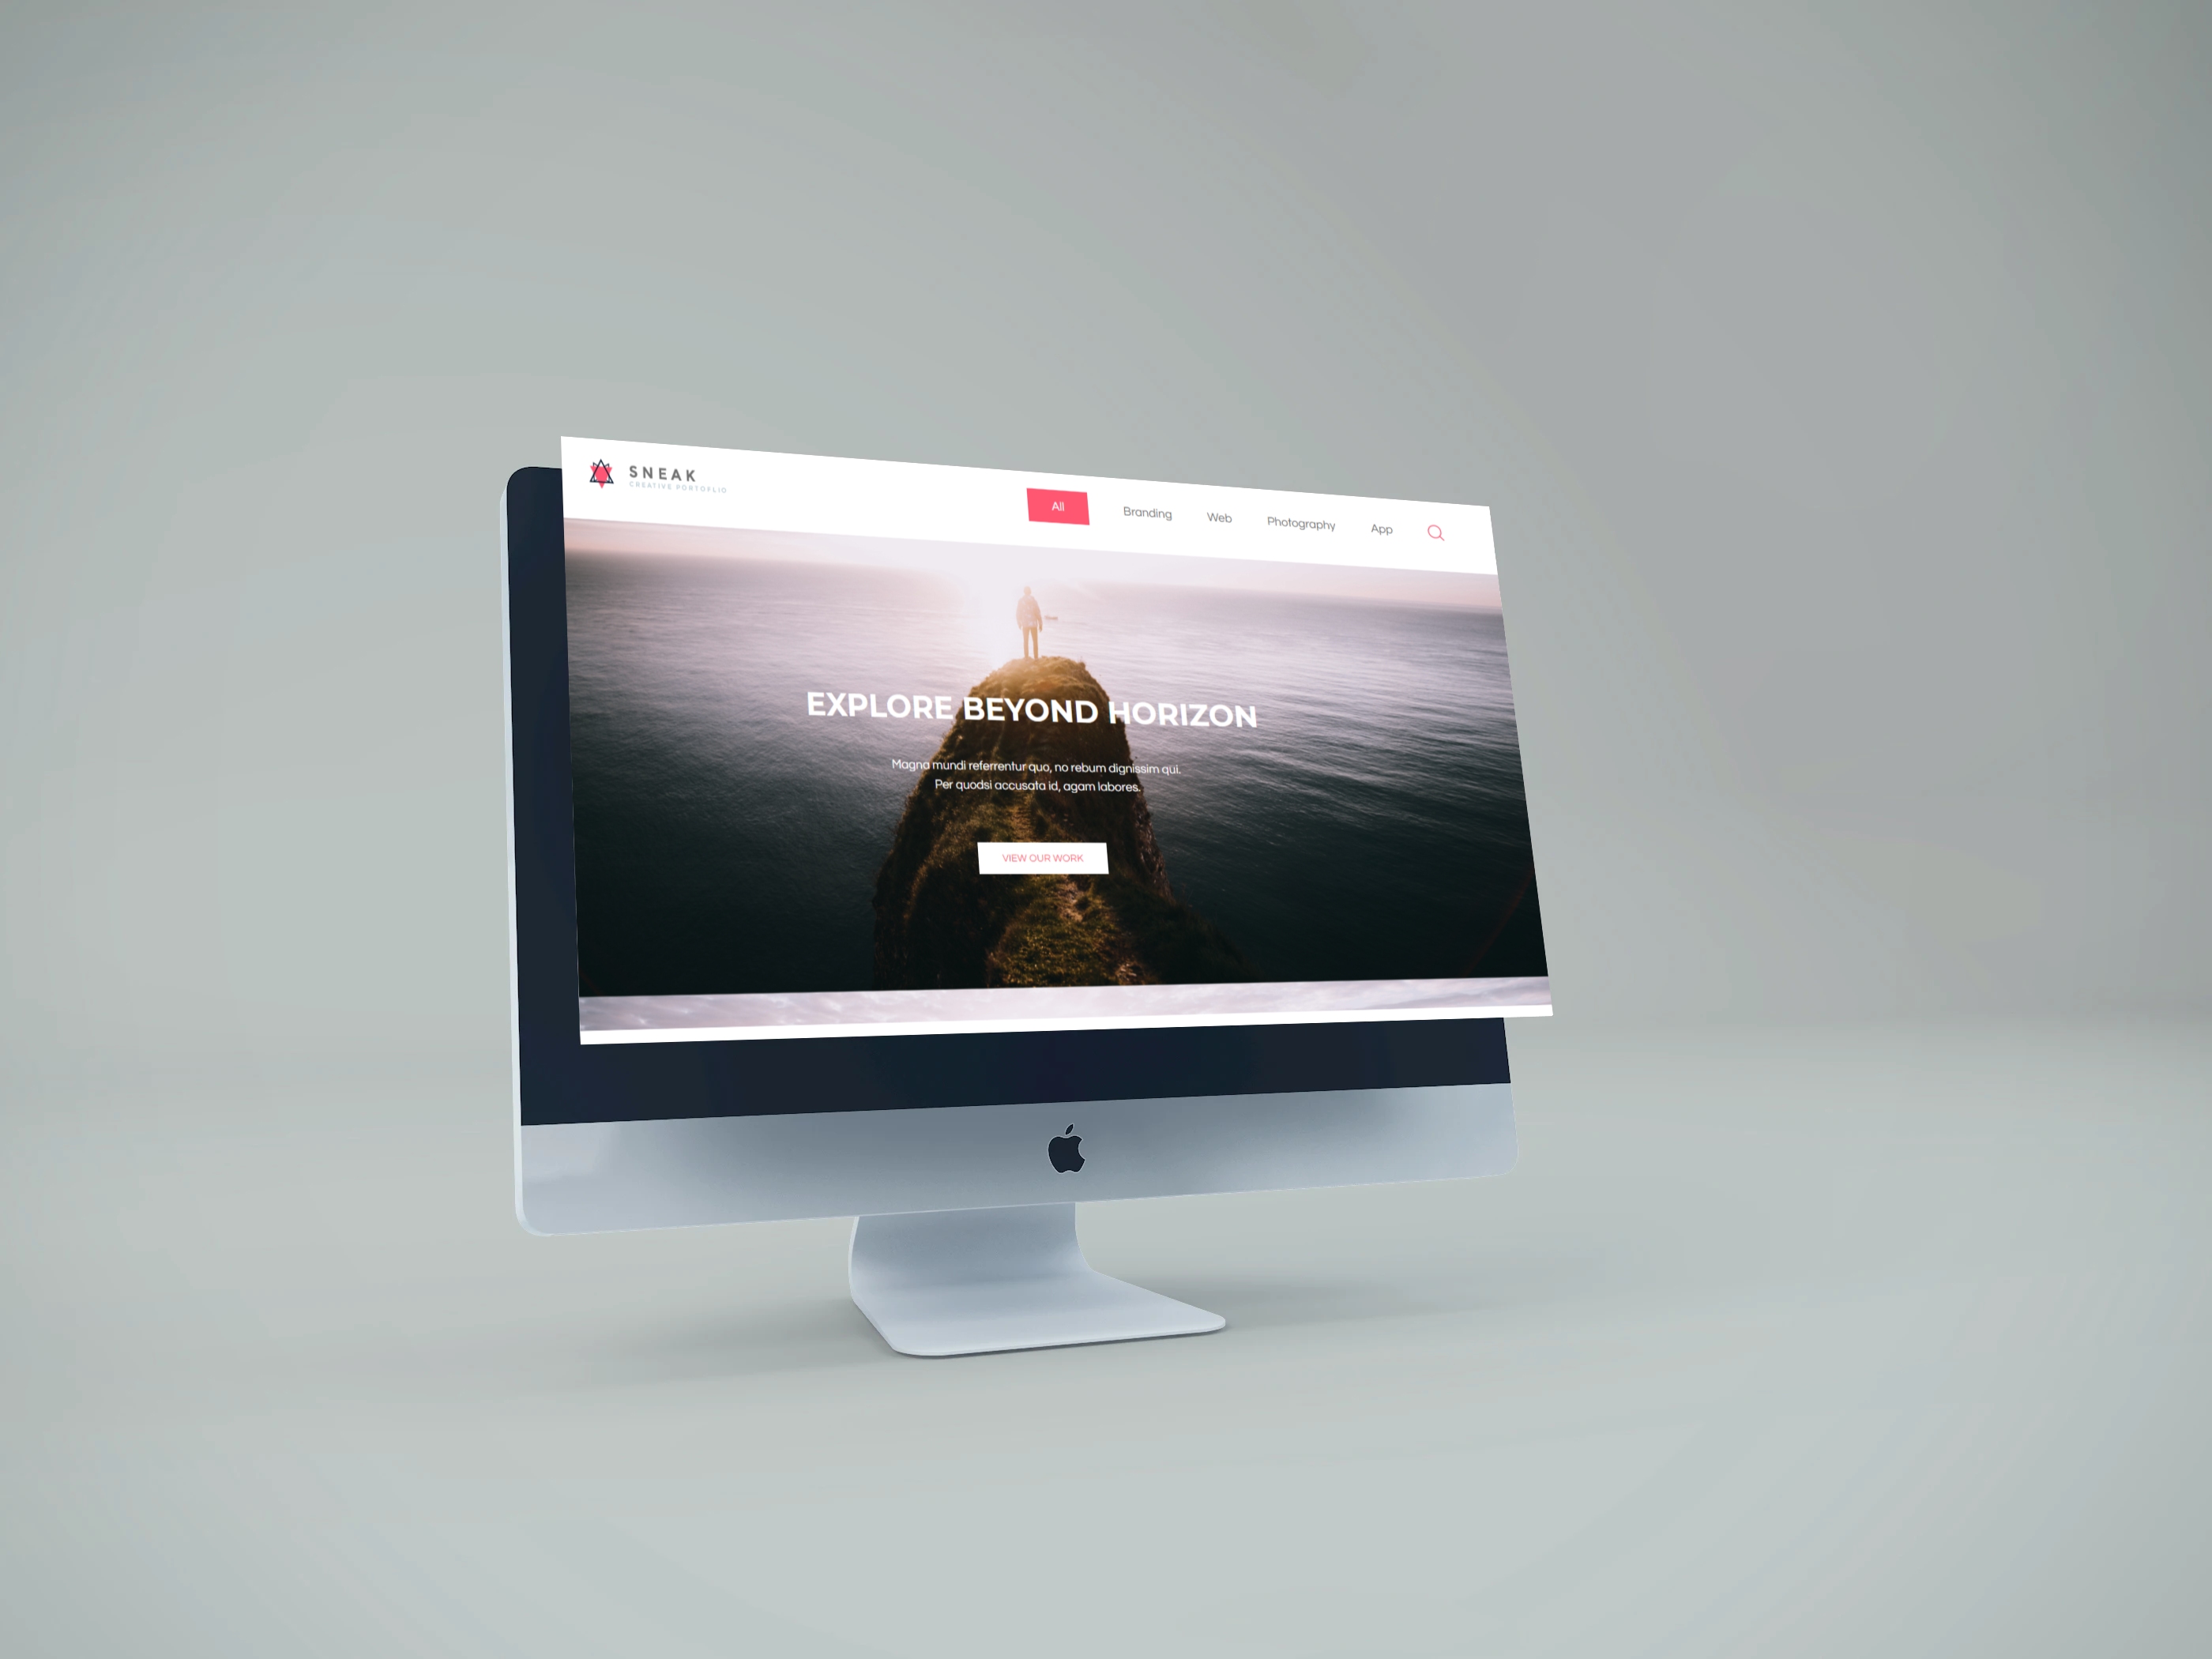 SNEAK
CREATIVE PORTOFLIO
All Branding Web Photography App
EXPLORE BEYOND HORIZON
Magna mundi referrentur quo, no rebum dignissim qui.
Per quodsi accusata id, agam labores.
VIEW OUR WORK